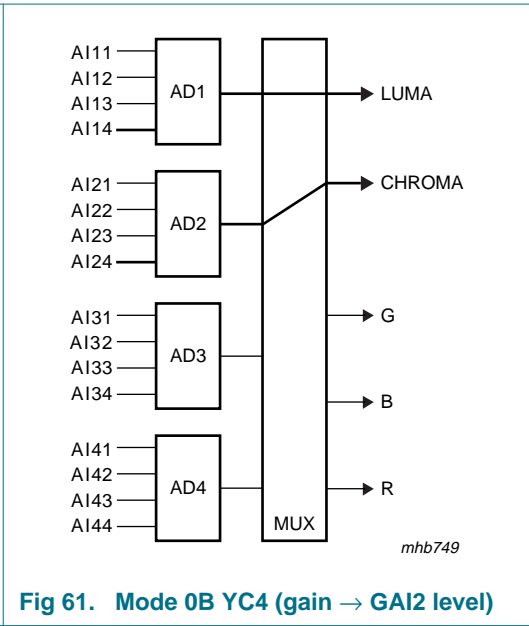 AI11
AI12
AI13
AI14
AD1
LUMA
AI21
AI22
AI23
AI24
AD2
CHROMA
AI31
AI32
AI33
AI34
AD3
G
B
AI41
AI42
AI43
AI44
AD4
R
MUX
mhb749
Fig 61. Mode 0B YC4 (gain → GAI2 level)